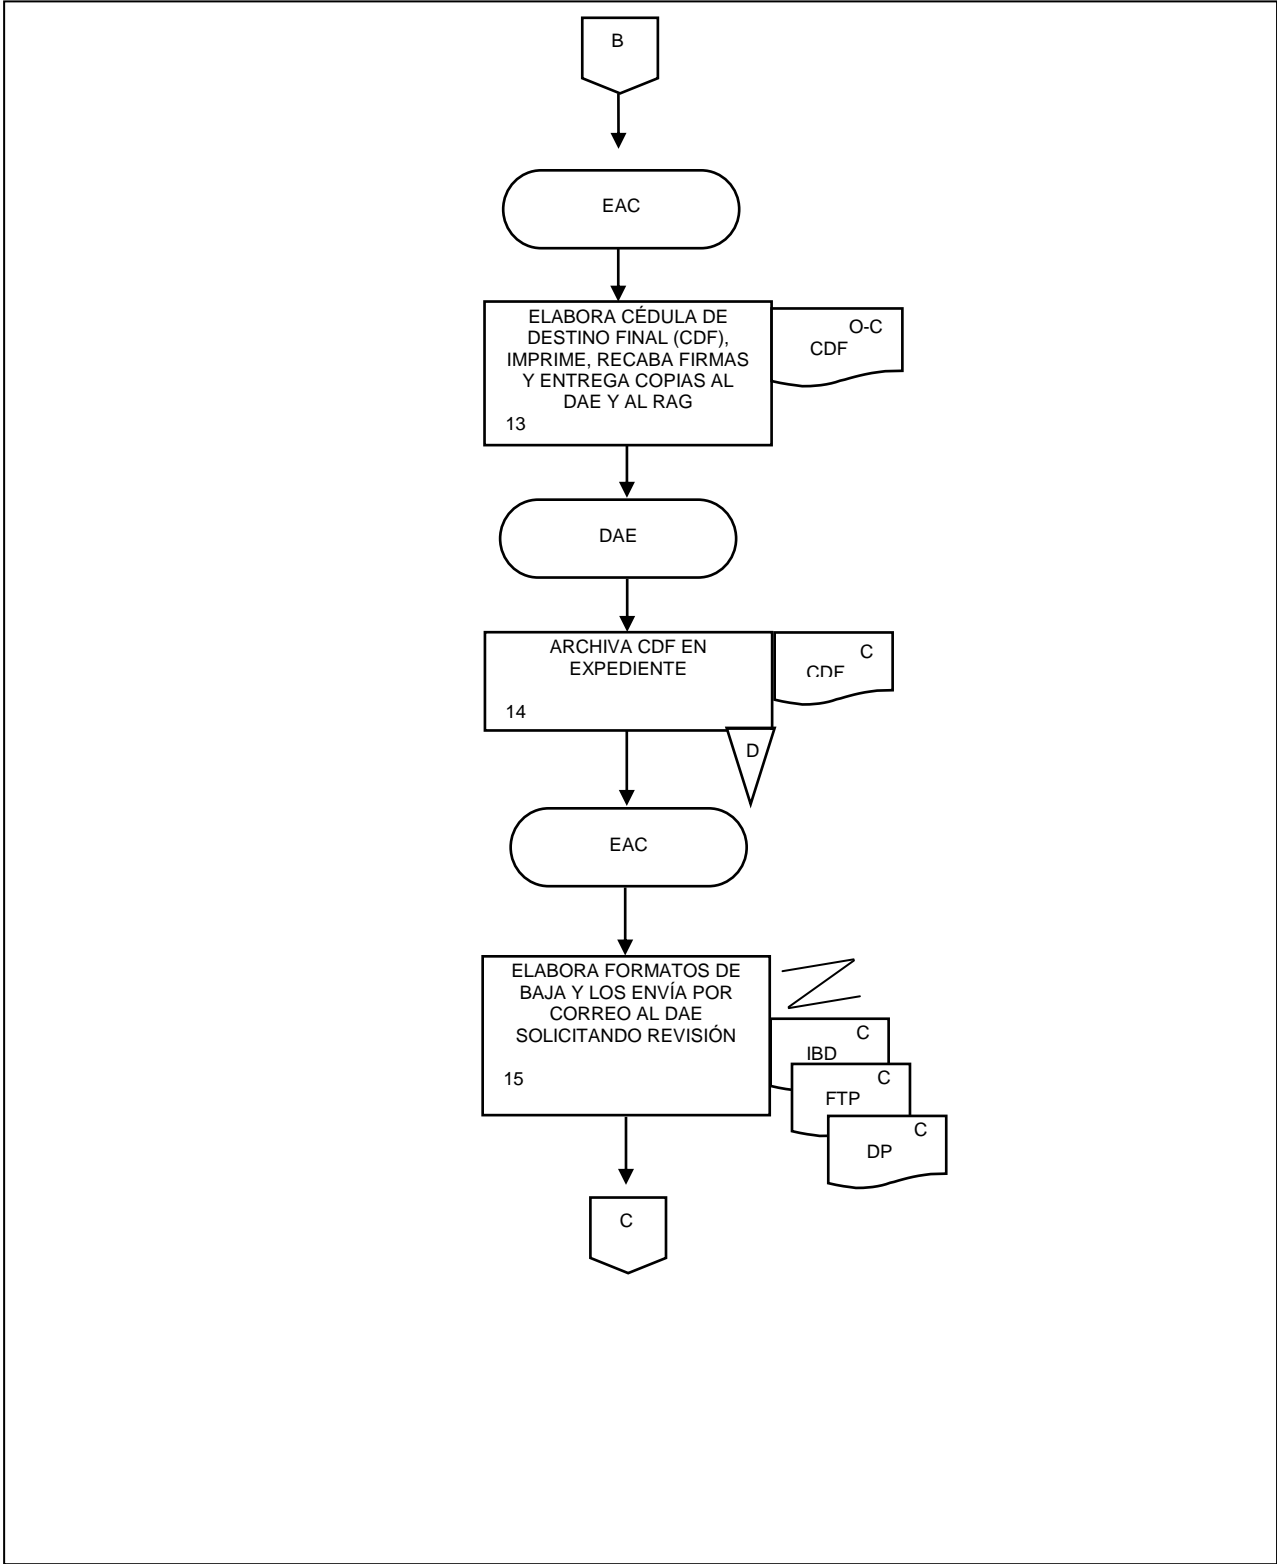 B
EAC
ELABORA CÉDULA DE
DESTINO FINAL (CDF),
IMPRIME, RECABA FIRMAS
Y ENTREGA COPIAS AL
DAE Y AL RAG
13
O-C
CDF
DAE
ARCHIVA CDF EN
EXPEDIENTE
14
C
CDF
D
EAC
ELABORA FORMATOS DE
BAJA Y LOS ENVÍA POR
CORREO AL DAE
SOLICITANDO REVISIÓN
15
C
IBD
C
FTP
C
DP
C